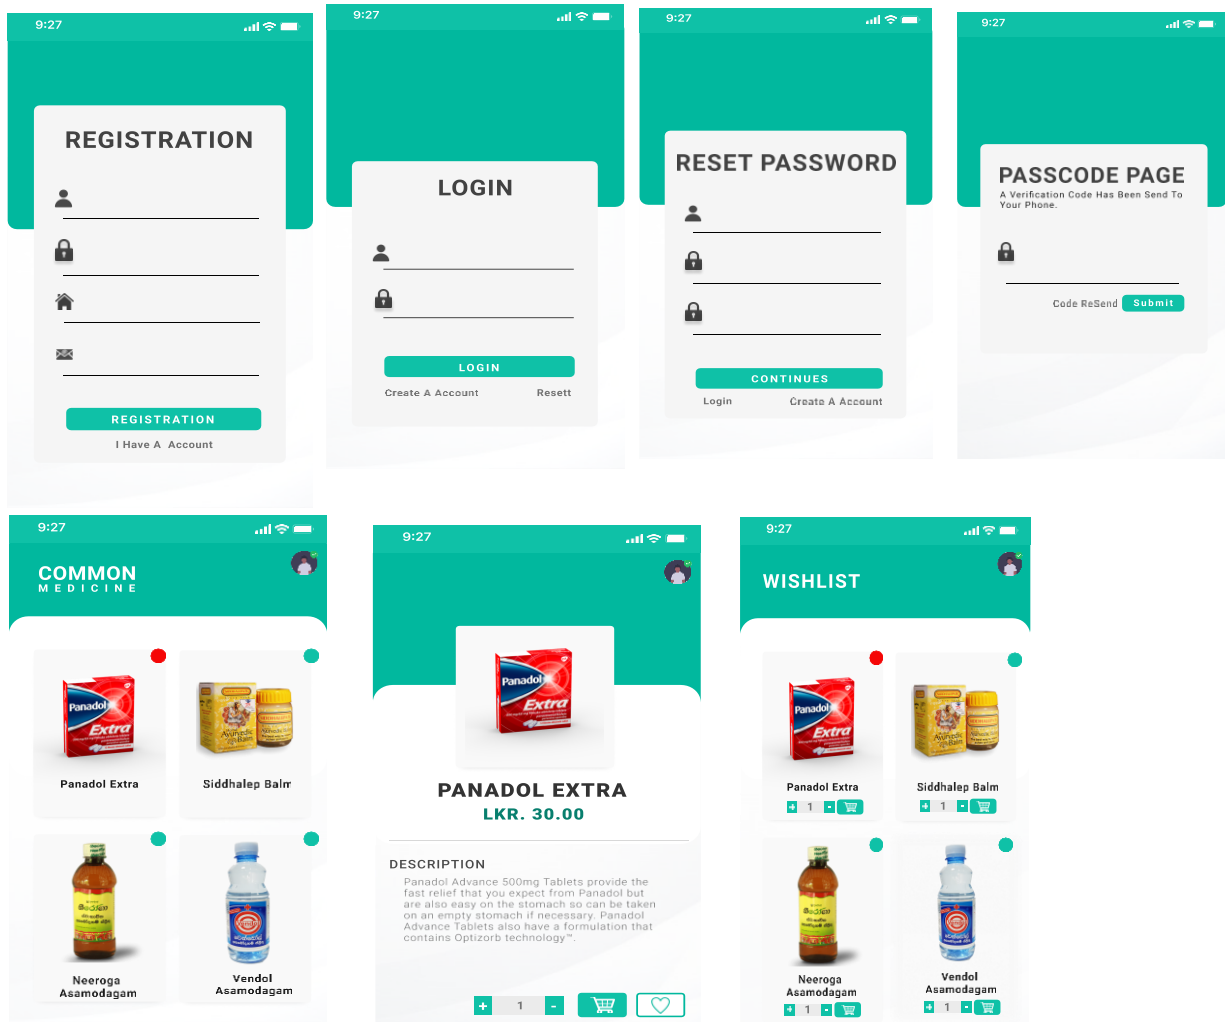 9:27
REGISTRATION
REGISTRATION
I Have A Account
9:27
LOGIN
LOGIN
Create A Account
Resett
9:27
RESET PASSWORD
CONTINUES
Login
Create A Account
9:27
PASSCODE PAGE
A Verification Code Has Been Send To
Your Phone.
Code ReSend
Submit
9:27
COMMON
MEDICINE
Panadol
Extra
Panadol Extra
Ayurvedic
Balm
Siddhalep Balm
Neeroga
Asamodagam
Vendol
Asamodagam
9:27
Panadol
Extra
PANADOL EXTRA
LKR. 30.00
DESCRIPTION
Panadol Advance 500mg Tablets provide the
fast relief that you expect from Panadol but
are also easy on the stomach so can be taken
on an empty stomach if necessary. Panadol
Advance Tablets also have a formulation that
contains Optizorb technology™.
+ 1 -
9:27
WISHLIST
Panadol
Extra
Panadol Extra
+ 1 -
Ayurvedic
Balm
Siddhalep Balm
+ 1 -
Neeroga
Asamodagam
+ 1 -
Vendol
Asamodagam
+ 1 -